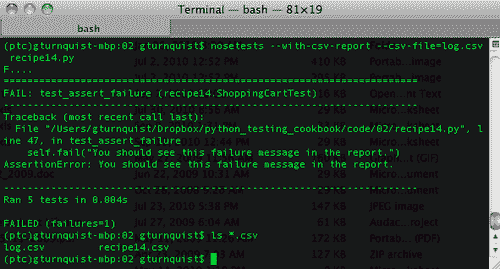 Terminal — bash — 81×19
bash
(ptc)gturnquist-mbp:02 gturnquist$ nosetests --with-csv-report --csv-file=log.csv
recipe14.py
F....
======================================================================
FAIL: test_assert_failure (recipe14.ShoppingCartTest)
----------------------------------------------------------------------
Traceback (most recent call last):
File "/Users/gturnquist/Dropbox/python_testing_cookbook/code/02/recipe14.py", l
ine 47, in test_assert_failure
self.fail("You should see this failure message in the report.")
AssertionError: You should see this failure message in the report.
----------------------------------------------------------------------
Ran 5 tests in 0.004s
FAILED (failures=1)
(ptc)gturnquist-mbp:02 gturnquist$ ls *.csv
log.csv recipe14.csv
(ptc)gturnquist-mbp:02 gturnquist$